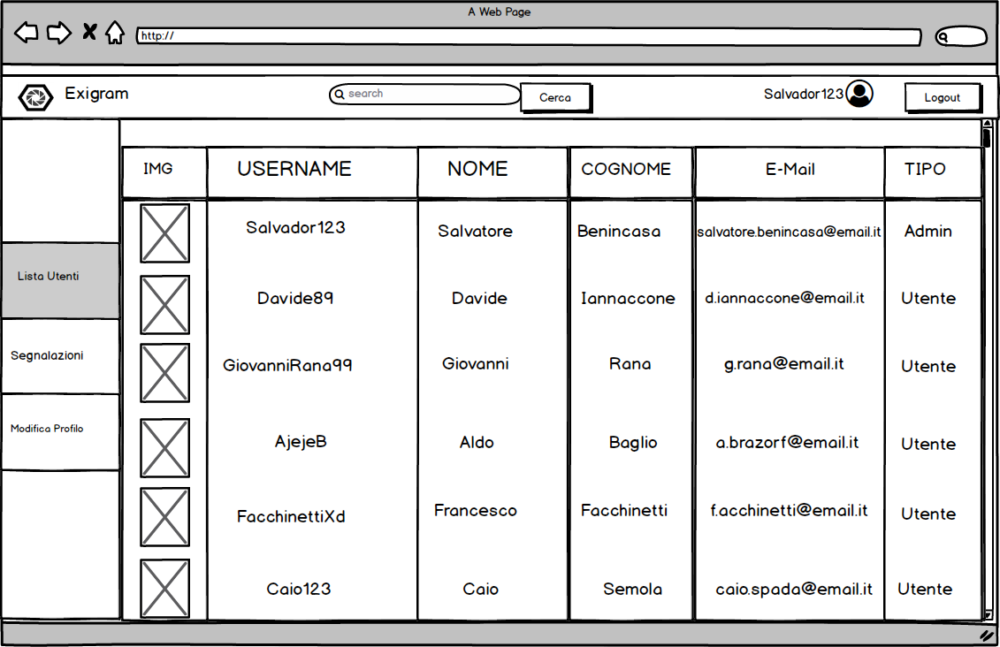 A Web Page
http://
Exigram
search
Cerca
Salvador123
Logout
Lista Utenti
Segnalazioni
Modifica Profilo
IMG USERNAME NOME COGNOME E-Mail TIPO
Salvador123 Salvatore Benincasa salvatore.benincasa@email.it Admin
Davide89 Davide Iannaccone d.iannaccone@email.it Utente
GiovanniRana99 Giovanni Rana g.rana@email.it Utente
AjejeB Aldo Baglio a.brazorf@email.it Utente
FacchinettiXd Francesco Facchinetti f.acchinetti@email.it Utente
Caio123 Caio Semola caio.spada@email.it Utente